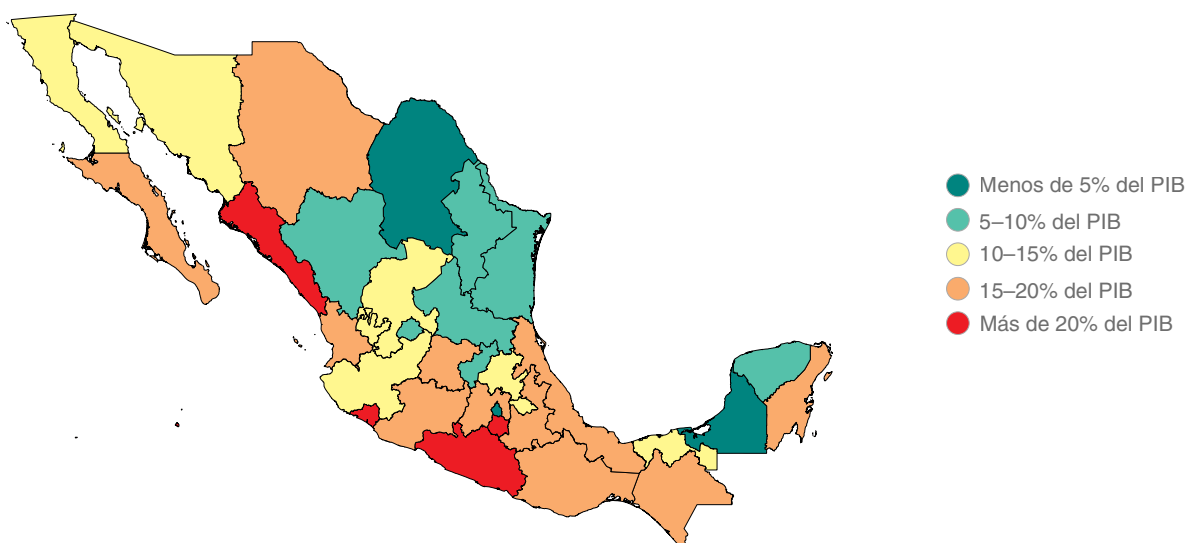 Menos de 5% del PIB
5–10% del PIB
10–15% del PIB
15–20% del PIB
Más de 20% del PIB